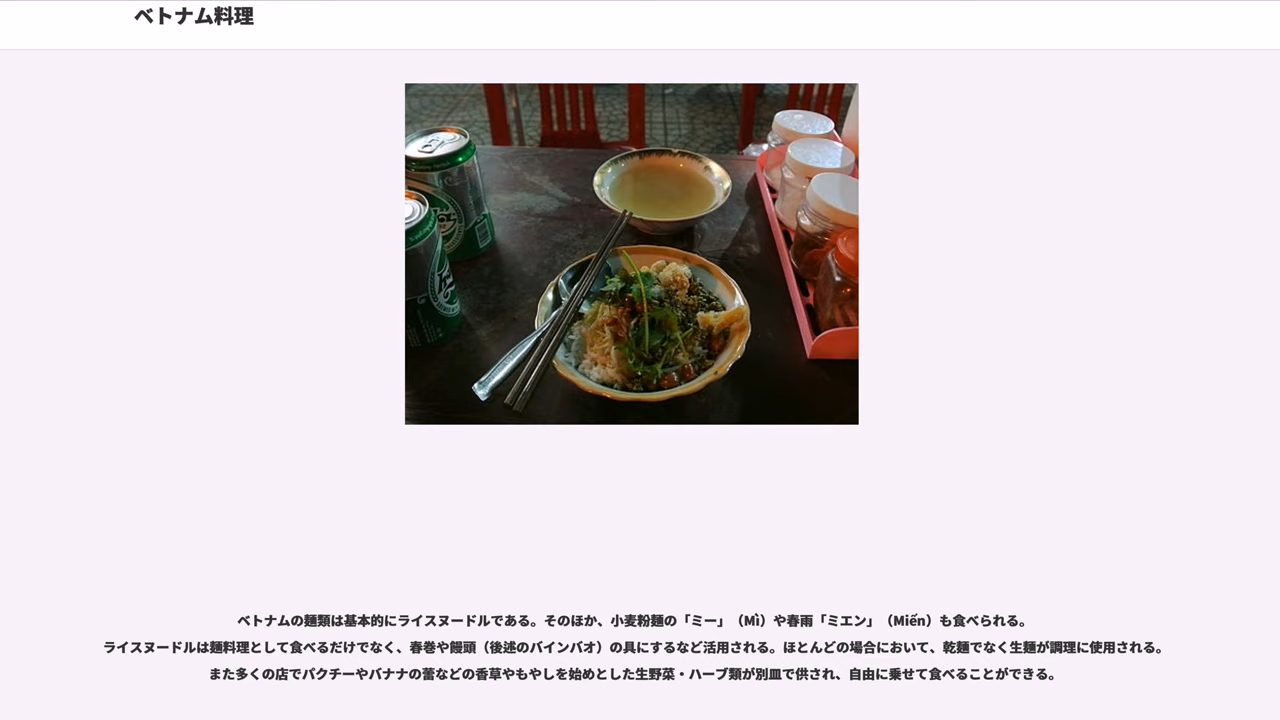 ベトナム料理
ベトナムの麺類は基本的にライスヌードルである。そのほか、小麦粉麺の「ミー」（Mì）や春雨「ミエン」（Miến）も食べられる。
ライスヌードルは麺料理として食べるだけでなく、春巻や饅頭（後述のバインバオ）の具にするなど活用される。ほとんどの場合において、乾麺でなく生麺が調理に使用される。
また多くの店でパクチーやバナナの蕾などの香草やもやしを始めとした生野菜・ハーブ類が別皿で供され、自由に乗せて食べることができる。